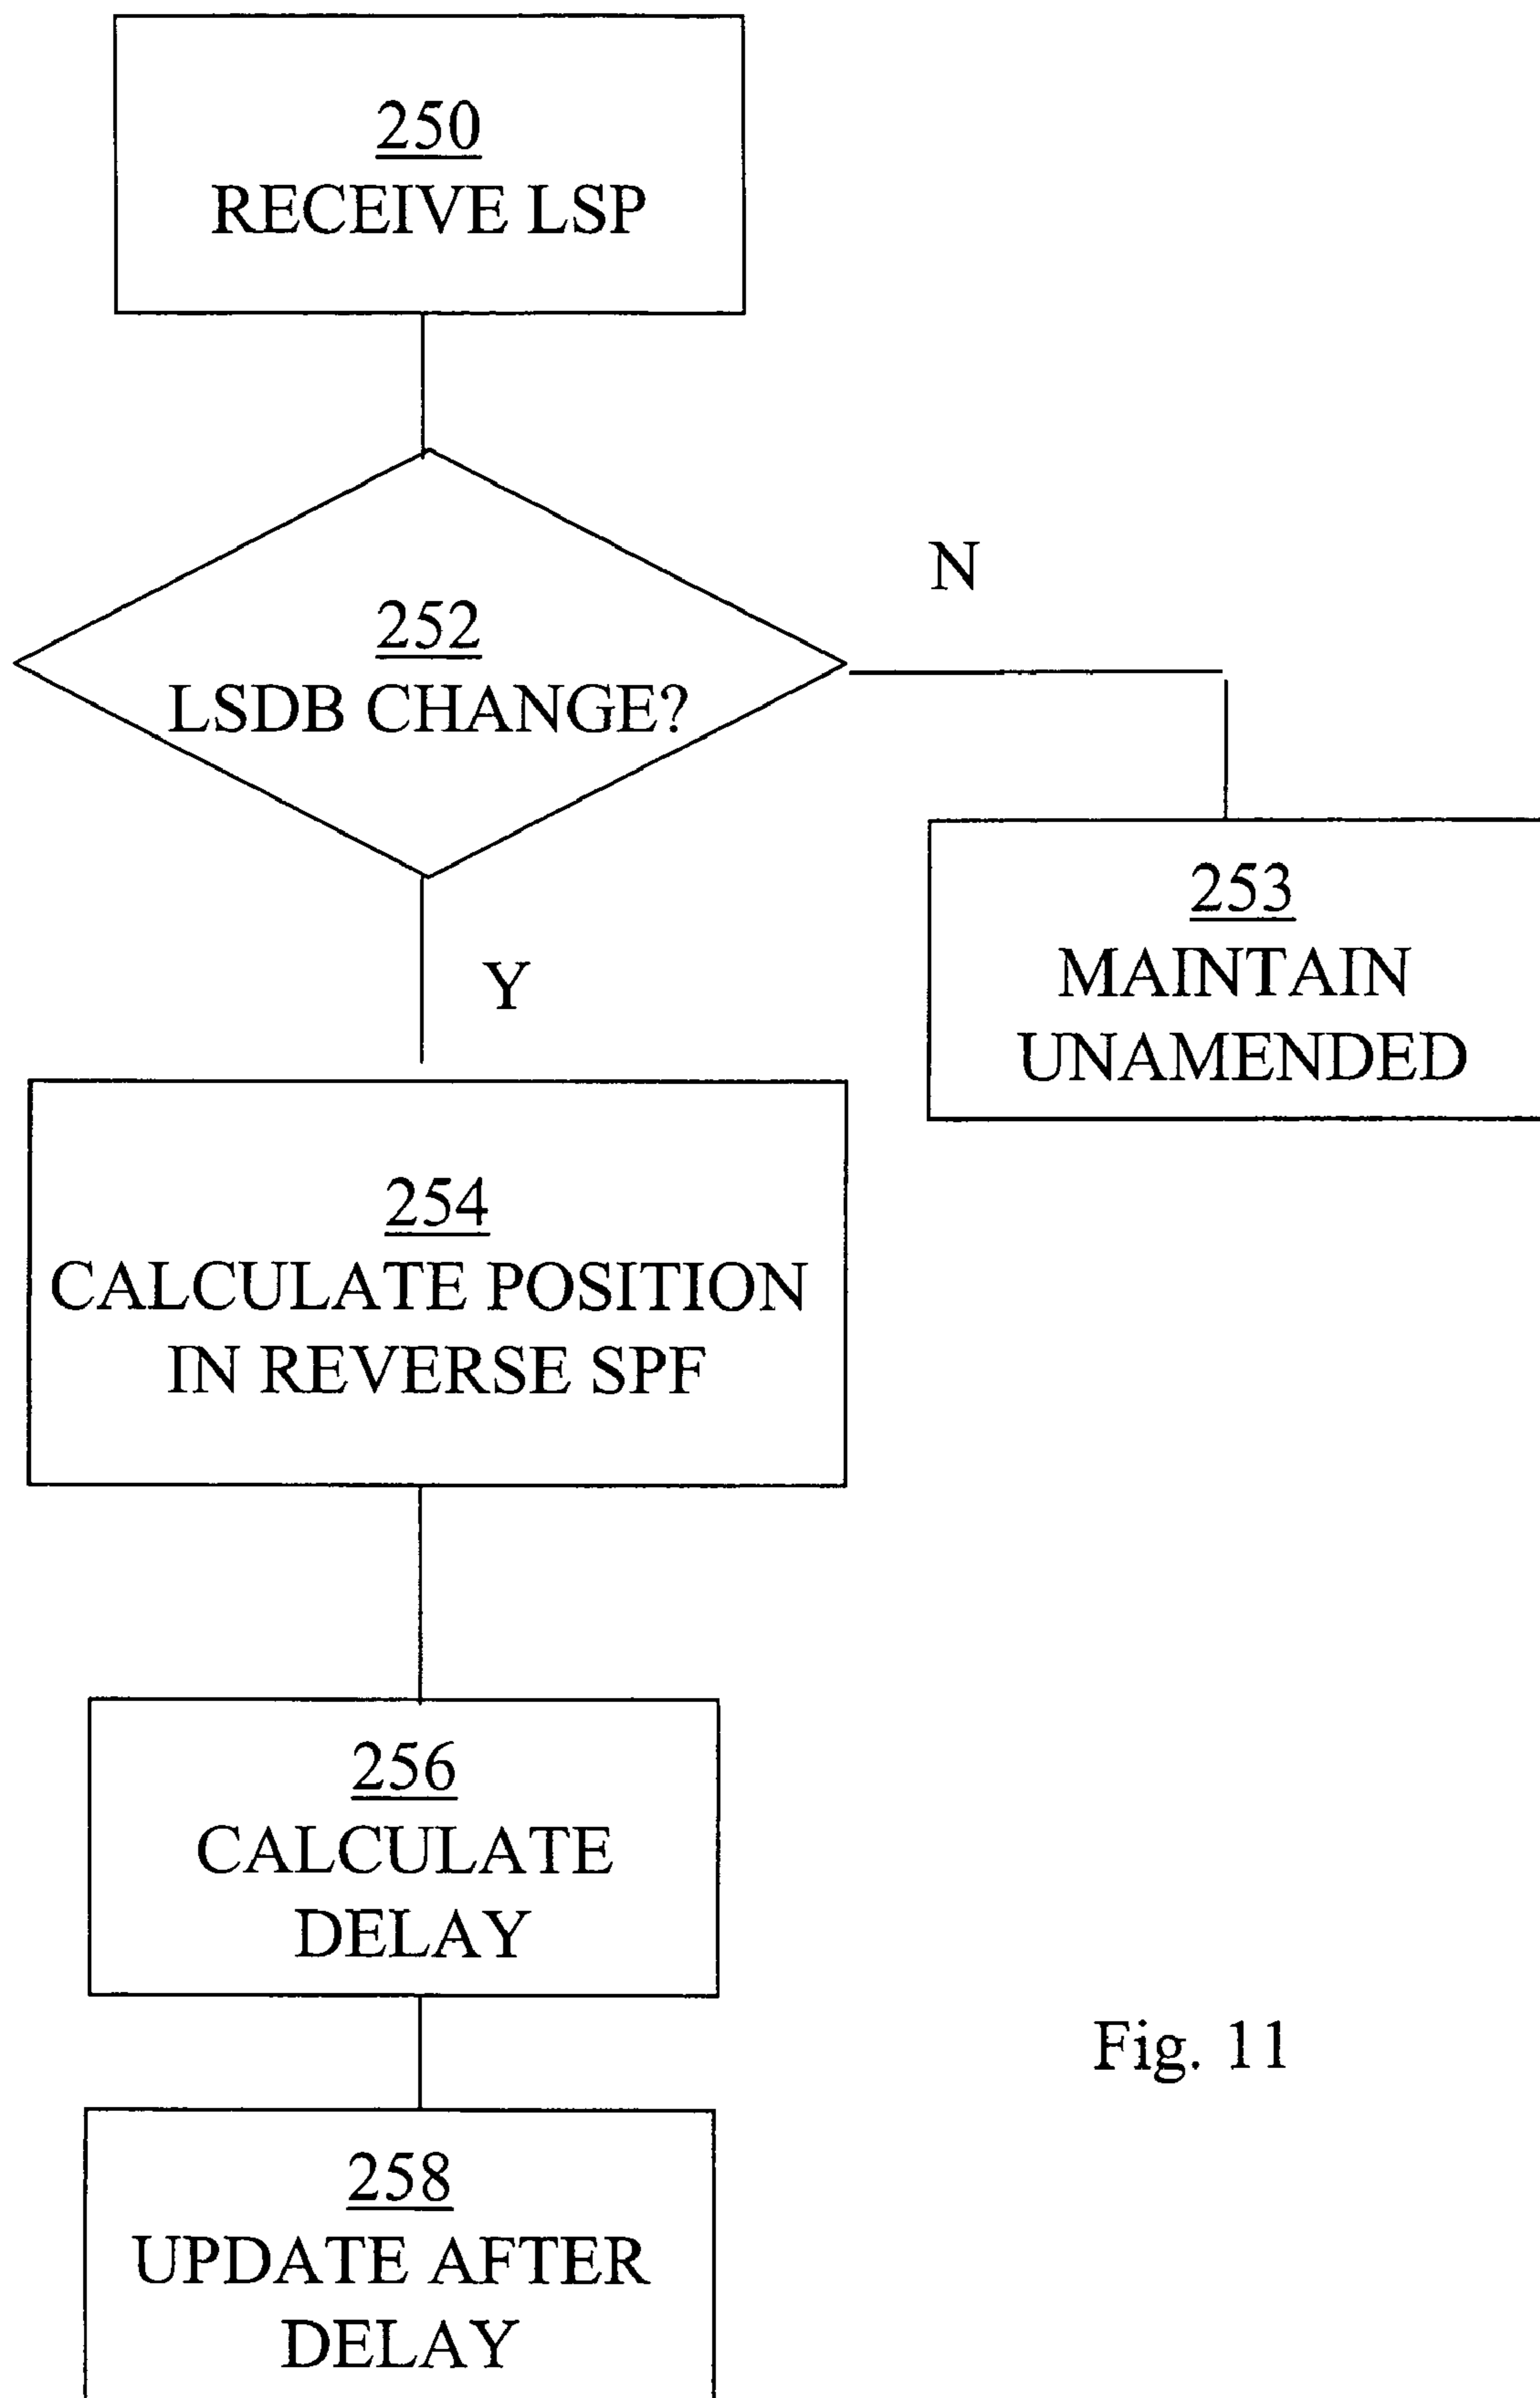 250
RECEIVE LSP
252
LSDB CHANGE?
N
Y
253
MAINTAIN
UNAMENDED
254
CALCULATE POSITION
IN REVERSE SPF
256
CALCULATE
DELAY
258
UPDATE AFTER
DELAY
Fig. 11